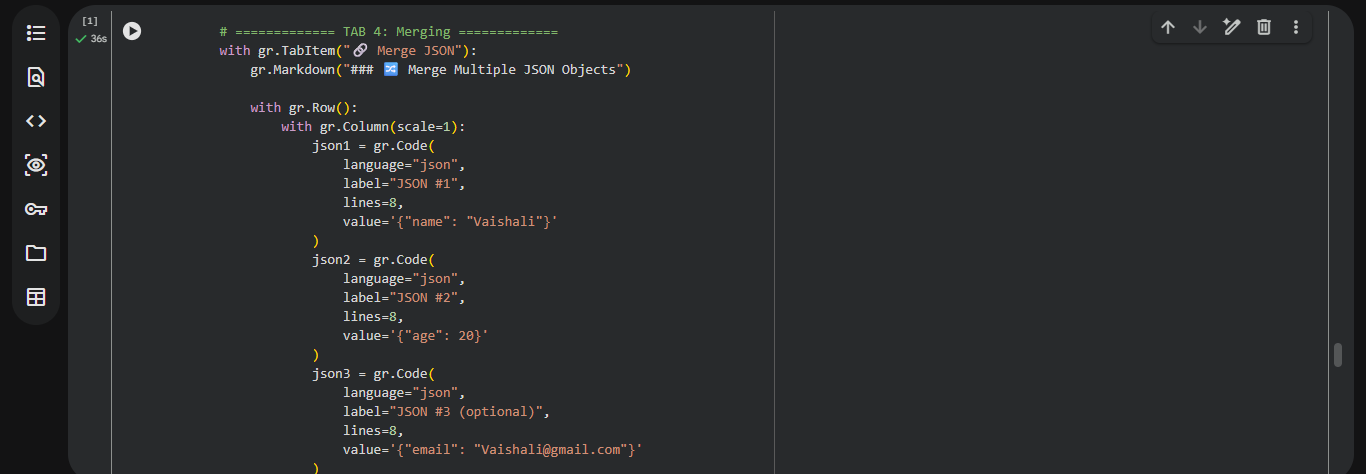 [1]
36s
# ============= TAB 4: Merging =============
with gr.TabItem("🔗 Merge JSON"):
    gr.Markdown("### 🔀 Merge Multiple JSON Objects")
    with gr.Row():
        with gr.Column(scale=1):
            json1 = gr.Code(
                language="json",
                label="JSON #1",
                lines=8,
                value='{"name": "Vaishali"}'
            )
            json2 = gr.Code(
                language="json",
                label="JSON #2",
                lines=8,
                value='{"age": 20}'
            )
            json3 = gr.Code(
                language="json",
                label="JSON #3 (optional)",
                lines=8,
                value='{"email": "Vaishali@gmail.com"}'
            )